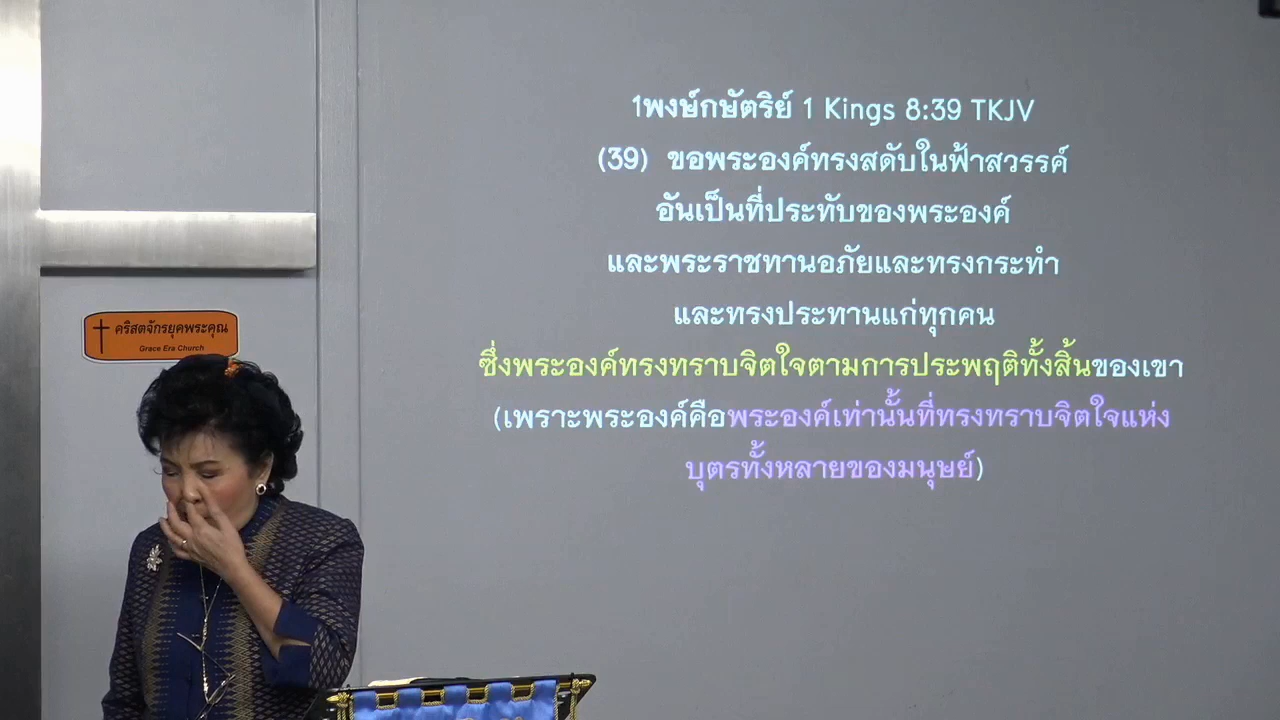 1พงษ์กษัตริย์ 1 Kings 8:39 TKJV
(39) ขอพระองค์ทรงสดับในฟ้าสวรรค์
อันเป็นที่ประทับของพระองค์
และพระราชทานอภัยและทรงกระทำ
และทรงประทานแก่ทุกคน
ซึ่งพระองค์ทรงทราบจิตใจตามการประพฤติทั้งสิ้นของเขา
(เพราะพระองค์คือพระองค์เท่านั้นที่ทรงทราบจิตใจแห่ง
บุตรทั้งหลายของมนุษย์)
คริสตจักรยุคพระคุณ
Grace Era Church